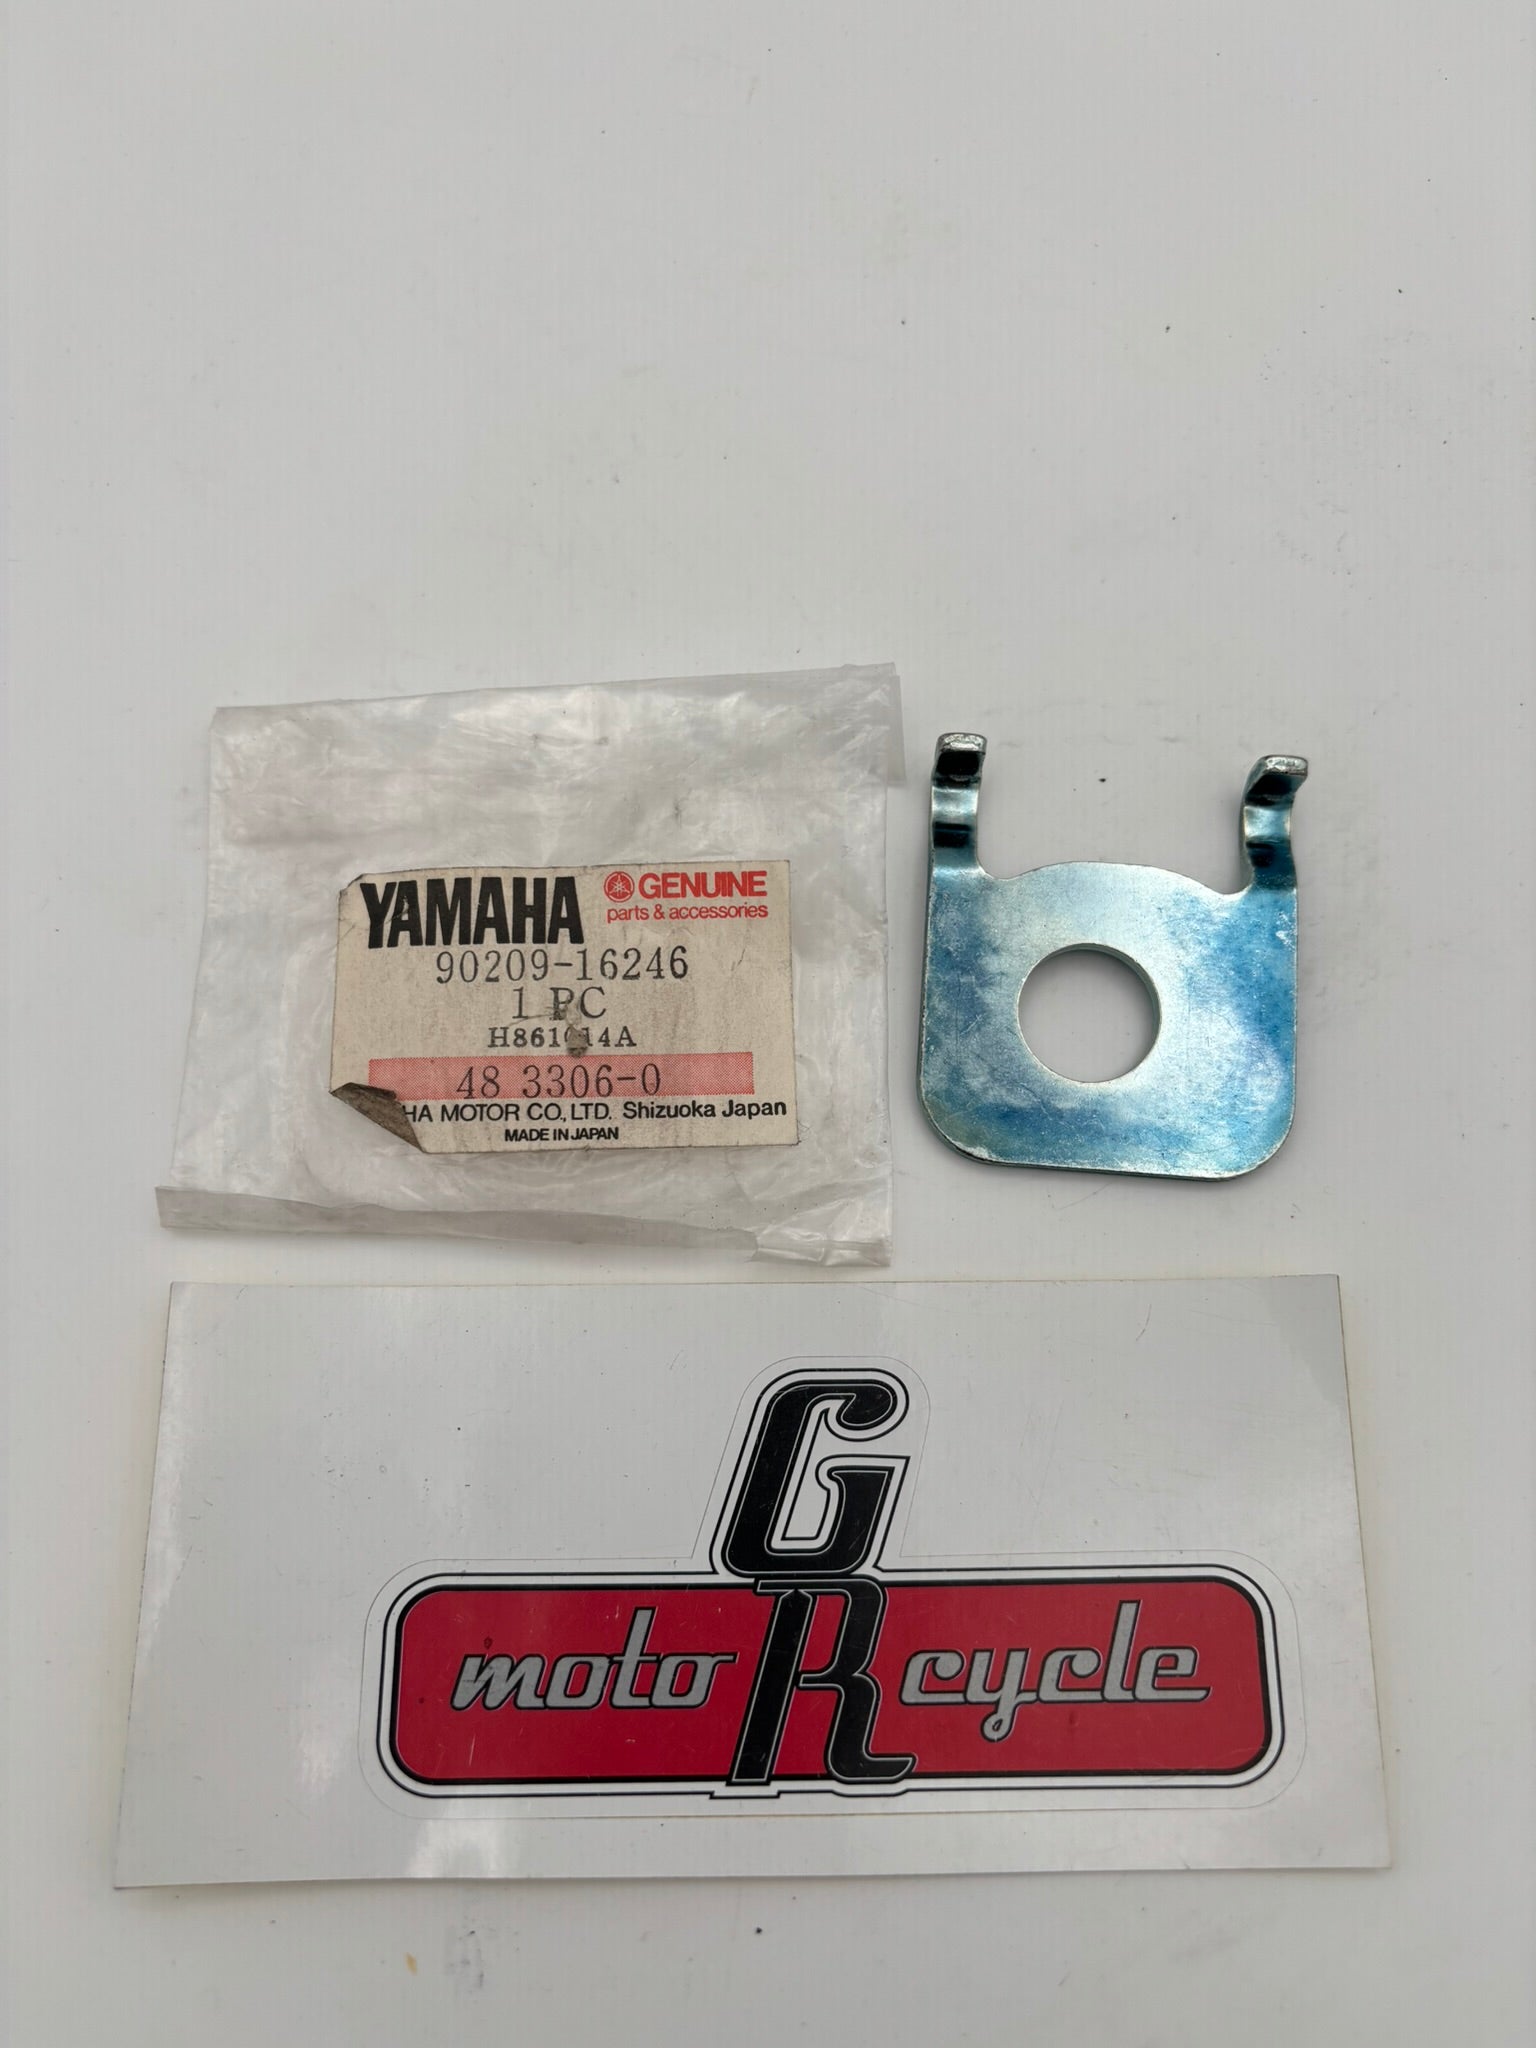 YAMAHA
GENUINE
parts & accessories
90209-16246
1 PC
48 3306-0
MOTOR CO., LTD. Shizuoka Japan
MADE IN JAPAN
GR
moto cycle